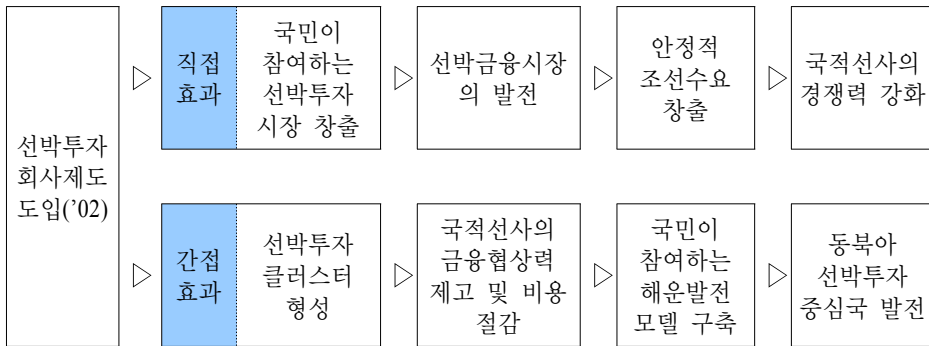 선박투자
회사제도
도입(’02)
직접
효과
국민이
참여하는
선박투자
시장 창출
선박금융시장
의 발전
안정적
조선수요
창출
국적선사의
경쟁력 강화
간접
효과
선박투자
클러스터
형성
국적선사의
금융협상력
제고 및 비용
절감
국민이
참여하는
해운발전
모델 구축
동북아
선박투자
중심국 발전